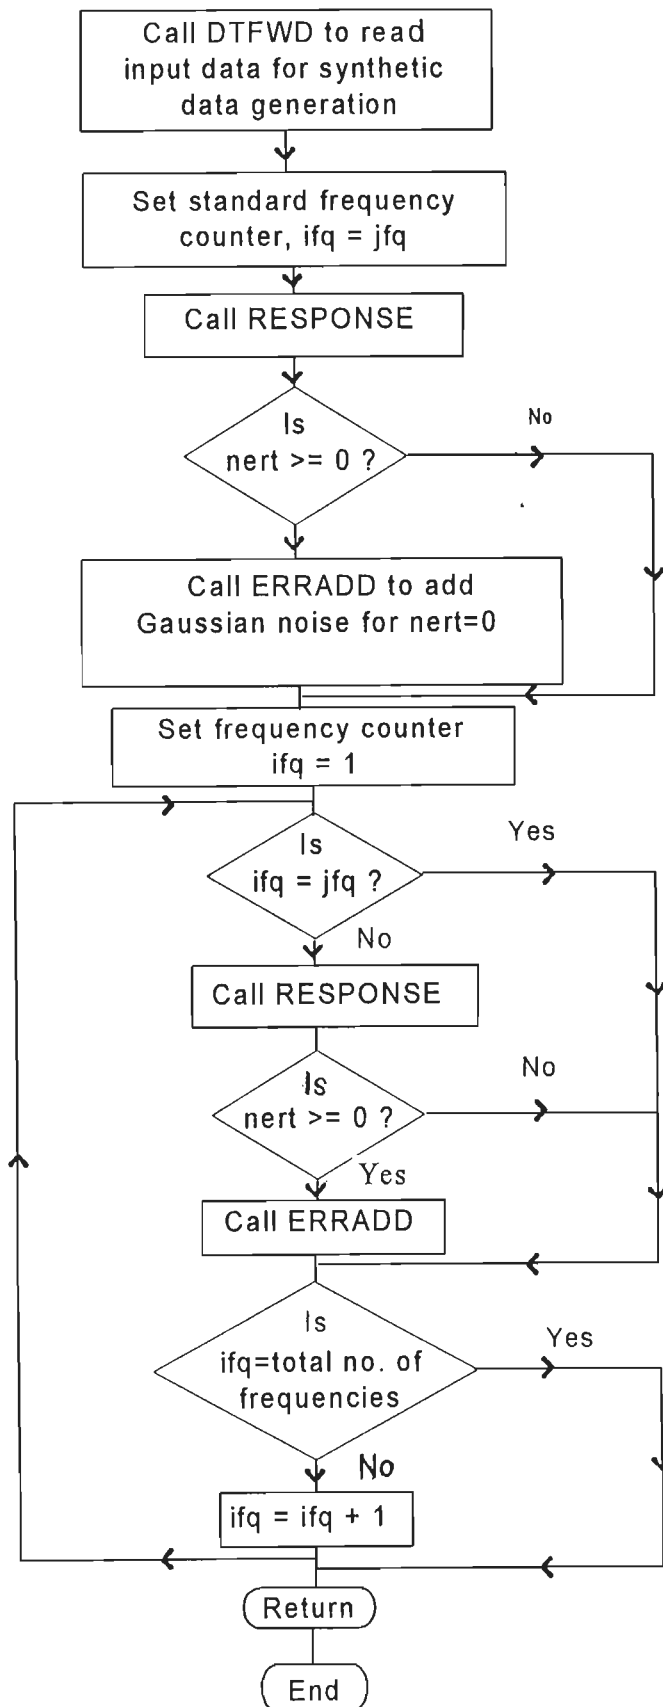 Call DTFWD to read
input data for synthetic
data generation
Set standard frequency
counter, ifq = jfq
Call RESPONSE
Is
nert >= 0 ?
No
Call ERRADD to add
Gaussian noise for nert=0
Set frequency counter
ifq = 1
Is
ifq = jfq ?
Yes
No
Call RESPONSE
Is
nert >= 0 ?
No
Yes
Call ERRADD
Is
ifq=total no. of
frequencies
Yes
No
ifq = ifq + 1
Return
End